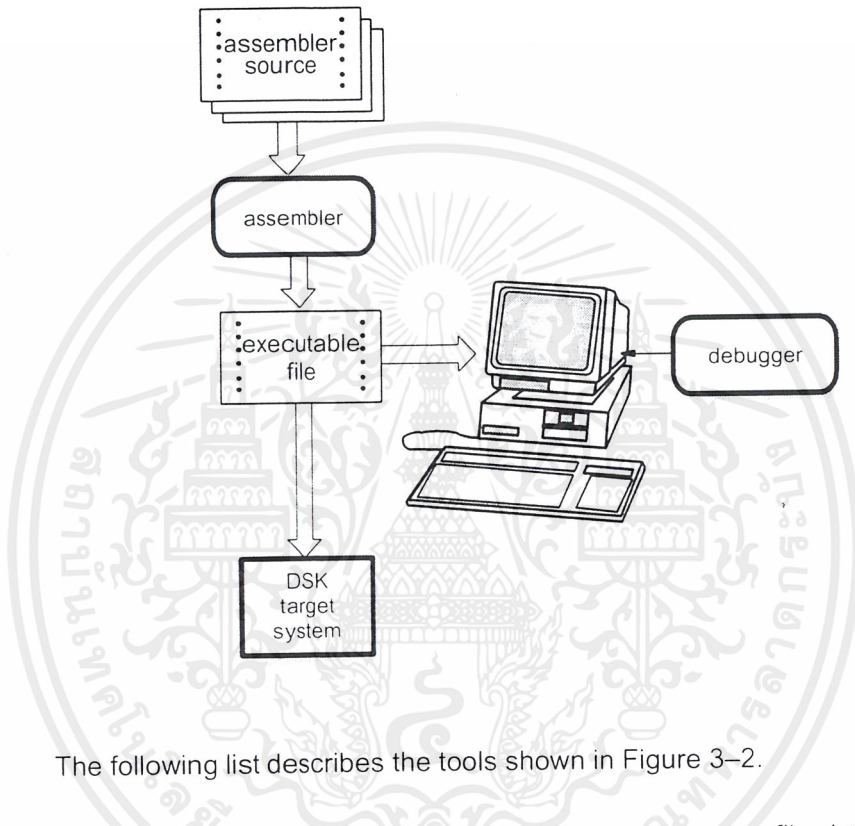 assembler
source
assembler
executable
file
debugger
DSK
target
system
The following list describes the tools shown in Figure 3–2.